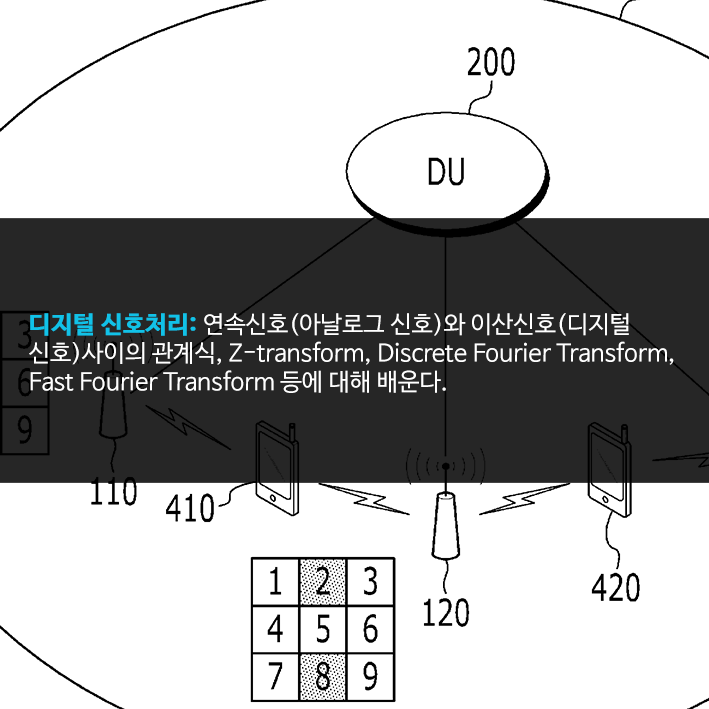 200
DU
디지털 신호처리: 연속신호(아날로그 신호)와 이산신호(디지털
신호)사이의 관계식, Z-transform, Discrete Fourier Transform,
Fast Fourier Transform 등에 대해 배운다.
3
6
9
110
410
120
420
1 2 3
4 5 6
7 8 9